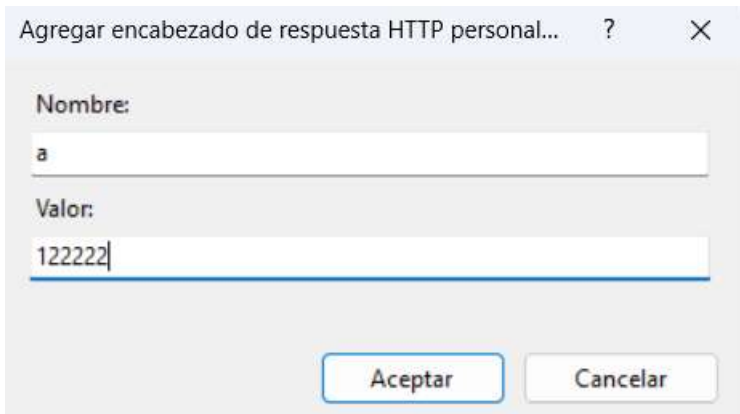 Agregar encabezado de respuesta HTTP personal... ? X
Nombre:
a
Valor:
122222
Aceptar Cancelar